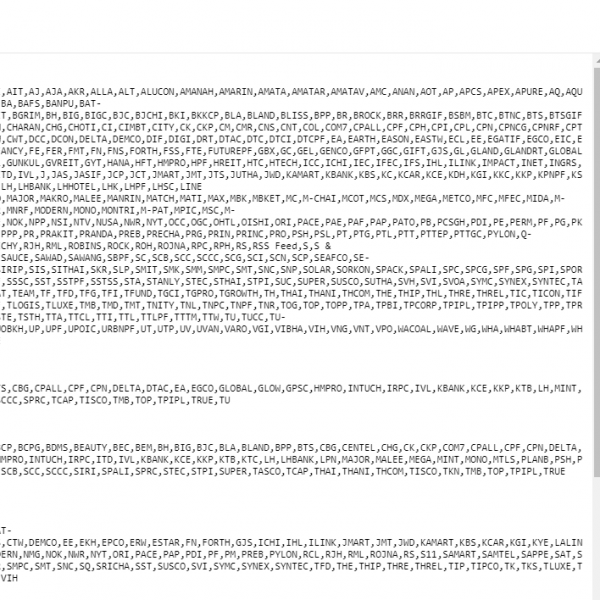 ,AIT,AJ,AJA,AKR,ALLA,ALT,ALUCON,AMANAH,AMARIN,AMATA,AMATAR,AMATAV,AMC,ANAN,AOT,AP,APCS,APEX,APURE,AQ,AQU
BA,BAFS,BANPU,BAT-
T,BGRIM,BH,BIG,BIGC,BJC,BJCHI,BKI,BKKCP,BLA,BLAND,BLISS,BPP,BR,BROCK,BRR,BRRGIF,BSBM,BTC,BTNC,BTS,BTSGIF
,CHARAN,CHG,CHOTI,CI,CIMBT,CITY,CK,CKP,CM,CMR,CNS,CNT,COL,COM7,CPALL,CPF,CPH,CPI,CPL,CPN,CPNCG,CPNRF,CPT
,CWT,DCC,DCON,DELTA,DEMCO,DIF,DIGI,DRT,DTAC,DTC,DTCI,DTCPF,EA,EARTH,EASON,EASTW,ECL,EE,EGATIF,EGCO,EIC,E
ANCY,FE,FER,FMT,FN,FNS,FORTH,FSS,FTE,FUTUREPF,GBX,GC,GEL,GENCO,GFPT,GGC,GIFT,GJS,GL,GLAND,GLANDRT,GLOBAL
,GUNKUL,GVREIT,GYT,HANA,HFT,HMPRO,HPF,HREIT,HTC,HTECH,ICC,ICHI,IEC,IFEC,IFS,IHL,ILINK,IMPACT,INET,INGRS,
TD,IVL,J,JAS,JASIF,JCP,JCT,JMART,JMT,JTS,JUTHA,JWD,KAMART,KBANK,KBS,KC,KCAR,KCE,KDH,KGI,KKC,KKP,KPNPF,KS
LH,LHBANK,LHHOTEL,LHK,LHPF,LHSC,LINE
D,MAJOR,MAKRO,MALEE,MANRIN,MATCH,MATI,MAX,MBK,MBKET,MC,M-CHAI,MCOT,MCS,MDX,MEGA,METCO,MFC,MFEC,MIDA,M-
,MNRF,MODERN,MONO,MONTRI,M-PAT,MPIC,MSC,M-
,NOK,NPP,NSI,NTV,NUSA,NWR,NYT,OCC,OGC,OHTL,OISHI,ORI,PACE,PAE,PAF,PAP,PATO,PB,PCSGH,PDI,PE,PERM,PF,PG,PK
PPP,PR,PRAKIT,PRANDA,PREB,PRECHA,PRG,PRIN,PRINC,PRO,PSH,PSL,PT,PTG,PTL,PTT,PTTEP,PTTGC,PYLON,Q-
CHY,RJH,RML,ROBINS,ROCK,ROH,ROJNA,RPC,RPH,RS,RSS Feed,S,S &
SAUCE,SAWAD,SAWANG,SBPF,SC,SCB,SCC,SCCC,SCG,SCI,SCN,SCP,SEAFCO,SE-
SIRIP,SIS,SITHAI,SKR,SLP,SMIT,SMK,SMM,SMPC,SMT,SNC,SNP,SOLAR,SORKON,SPACK,SPALI,SPC,SPCG,SPF,SPG,SPI,SPOR
,SSSC,SST,SSTPF,SSTSS,STA,STANLY,STEC,STHAI,STPI,SUC,SUPER,SUSCO,SUTHA,SVH,SVI,SVOA,SYMC,SYNEX,SYNTEC,TA
AT,TEAM,TF,TFD,TFG,TFI,TFUND,TGCI,TGPRO,TGROWTH,TH,THAI,THANI,THCOM,THE,THIP,THL,THRE,THREL,TIC,TICON,TIF
,TLOGIS,TLUXE,TMB,TMD,TMT,TNITY,TNL,TNPC,TNPF,TNR,TOG,TOP,TOPP,TPA,TPBI,TPCORP,TPIPL,TPIPP,TPOLY,TPP,TPR
TE,TSTH,TTA,TTCL,TTI,TTL,TTLPF,TTTM,TTW,TU,TUCC,TU-
UOBKH,UP,UPF,UPOIC,URBNPF,UT,UTP,UV,UVAN,VARO,VGI,VIBHA,VIH,VNG,VNT,VPO,WACOAL,WAVE,WG,WHA,WHABT,WHAPF,WH
S,CBG,CPALL,CPF,CPN,DELTA,DTAC,EA,EGCO,GLOBAL,GLOW,GPSC,HMPRO,INTUCH,IRPC,IVL,KBANK,KCE,KKP,KTB,LH,MINT,
SCCC,SPRC,TCAP,TISCO,TMB,TOP,TPIPL,TRUE,TU
BCP,BCPG,BDMS,BEAUTY,BEC,BEM,BH,BIG,BJC,BLA,BLAND,BPP,BTS,CBG,CENTEL,CHG,CK,CKP,COM7,CPALL,CPF,CPN,DELTA,
HMPRO,INTUCH,IRPC,ITD,IVL,KBANK,KCE,KKP,KTB,KTC,LH,LHBANK,LPN,MAJOR,MALEE,MEGA,MINT,MONO,MTLS,PLANB,PSH,P
SCB,SCC,SCCC,SIRI,SPALI,SPRC,STEC,STPI,SUPER,TASCO,TCAP,THAI,THANI,THCOM,TISCO,TKN,TMB,TOP,TPIPL,TRUE
AT-
,CTW,DEMCO,EE,EKH,EPCO,ERW,ESTAR,FN,FORTH,GJS,ICHI,IHL,ILINK,JMART,JMT,JWD,KAMART,KBS,KCAR,KGI,KYE,LALIN
DERN,NMG,NOK,NWR,NYT,ORI,PACE,PAP,PDI,PF,PM,PREB,PYLON,RCL,RJH,RML,ROJNA,RS,S11,SAMART,SAMTEL,SAPPE,SAT,S
,SMPC,SMT,SNC,SQ,SRICHA,SST,SUSCO,SVI,SYMC,SYNEX,SYNTEC,TFD,THE,THIP,THRE,THREL,TIP,TIPCO,TK,TKS,TLUXE,T
VIH